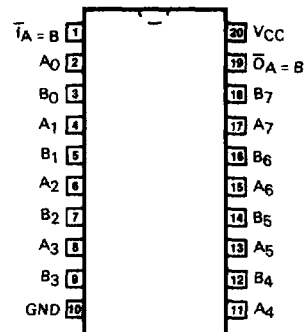 ĪA = B 1 20 VCC
A0 2 19 ŌA = B
B0 3 18 B7
A1 4 17 A7
B1 5 16 B6
A2 6 15 A6
B2 7 14 B5
A3 8 13 A5
B3 9 12 B4
GND 10 11 A4